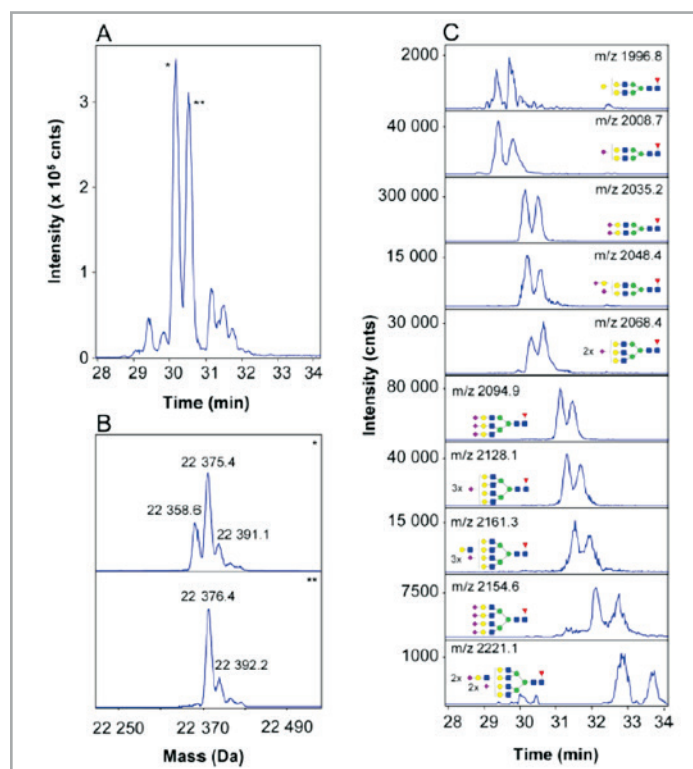 A
*
**
3
2
1
0
Intensity (x 10⁵ cnts)
28 29 30 31 32 33 34
Time (min)
B
*
22 375.4
22 358.6
22 391.1
**
22 376.4
22 392.2
22 250 22 370 22 490
Mass (Da)
C
2000
m/z 1996.8
40 000
m/z 2008.7
300 000
m/z 2035.2
15 000
m/z 2048.4
30 000
m/z 2068.4
2x
Intensity (cnts)
80 000
m/z 2094.9
40 000
m/z 2128.1
3x
15 000
m/z 2161.3
3x
7500
m/z 2154.6
1000
m/z 2221.1
2x
2x
28 29 30 31 32 33 34
Time (min)